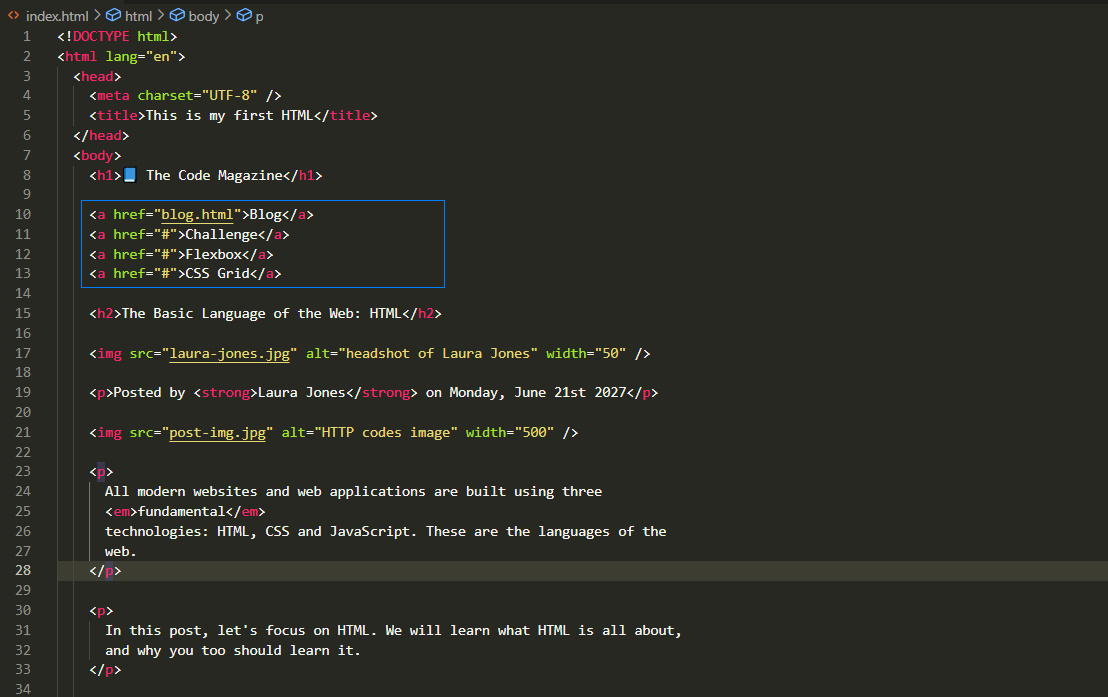 index.html > html > body > p
1 <!DOCTYPE html>
2 <html lang="en">
3 <head>
4 <meta charset="UTF-8" />
5 <title>This is my first HTML</title>
6 </head>
7 <body>
8 <h1>📘 The Code Magazine</h1>
9
10 <a href="blog.html">Blog</a>
11 <a href="#">Challenge</a>
12 <a href="#">Flexbox</a>
13 <a href="#">CSS Grid</a>
14
15 <h2>The Basic Language of the Web: HTML</h2>
16
17 <img src="laura-jones.jpg" alt="headshot of Laura Jones" width="50" />
18
19 <p>Posted by <strong>Laura Jones</strong> on Monday, June 21st 2027</p>
20
21 <img src="post-img.jpg" alt="HTTP codes image" width="500" />
22
23 <p>
24 All modern websites and web applications are built using three
25 <em>fundamental</em>
26 technologies: HTML, CSS and JavaScript. These are the languages of the
27 web.
28 </p>
29
30 <p>
31 In this post, let's focus on HTML. We will learn what HTML is all about,
32 and why you too should learn it.
33 </p>
34